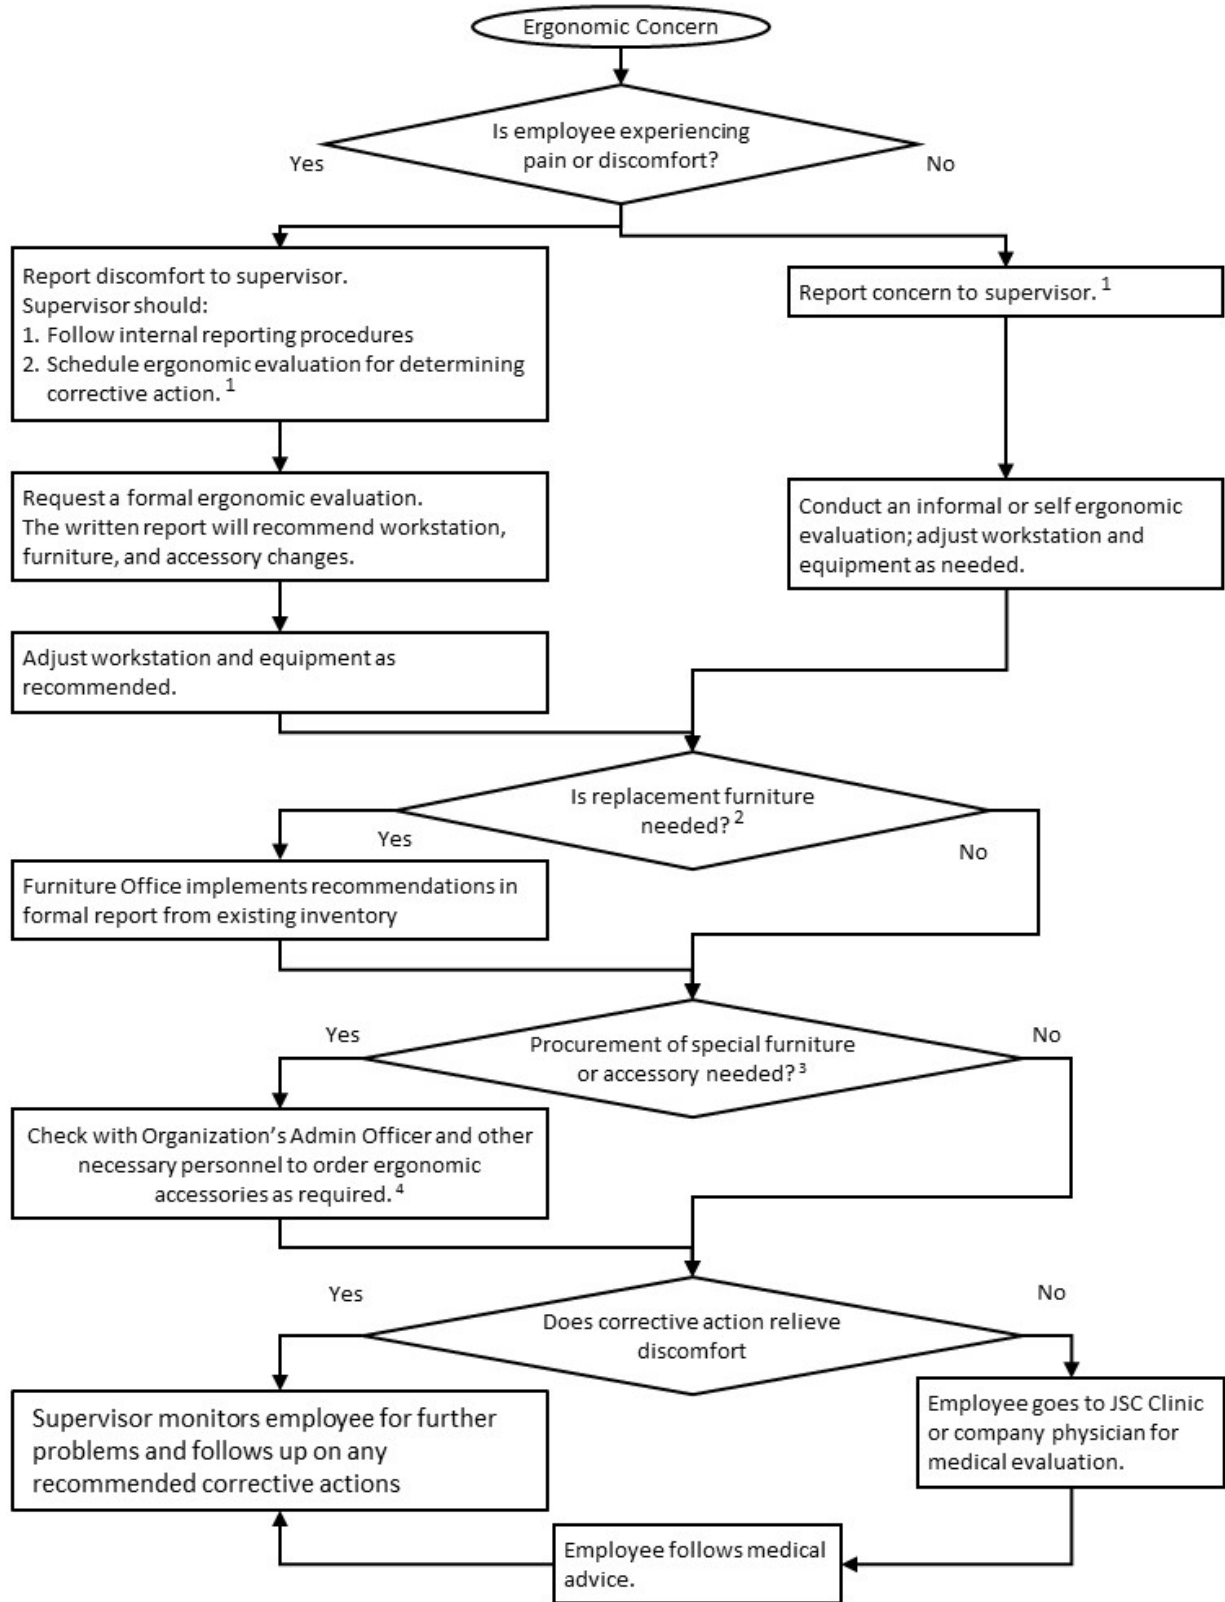 Ergonomic Concern
Is employee experiencing
pain or discomfort?
Yes
No
Report discomfort to supervisor.
Supervisor should:
1. Follow internal reporting procedures
2. Schedule ergonomic evaluation for determining
corrective action. 1
Report concern to supervisor. 1
Request a formal ergonomic evaluation.
The written report will recommend workstation,
furniture, and accessory changes.
Conduct an informal or self ergonomic
evaluation; adjust workstation and
equipment as needed.
Adjust workstation and equipment as
recommended.
Is replacement furniture
needed? 2
Yes
No
Furniture Office implements recommendations in
formal report from existing inventory
Yes
No
Procurement of special furniture
or accessory needed? 3
Check with Organization's Admin Officer and other
necessary personnel to order ergonomic
accessories as required. 4
Yes
No
Does corrective action relieve
discomfort
Supervisor monitors employee for further
problems and follows up on any
recommended corrective actions
Employee goes to JSC Clinic
or company physician for
medical evaluation.
Employee follows medical
advice.